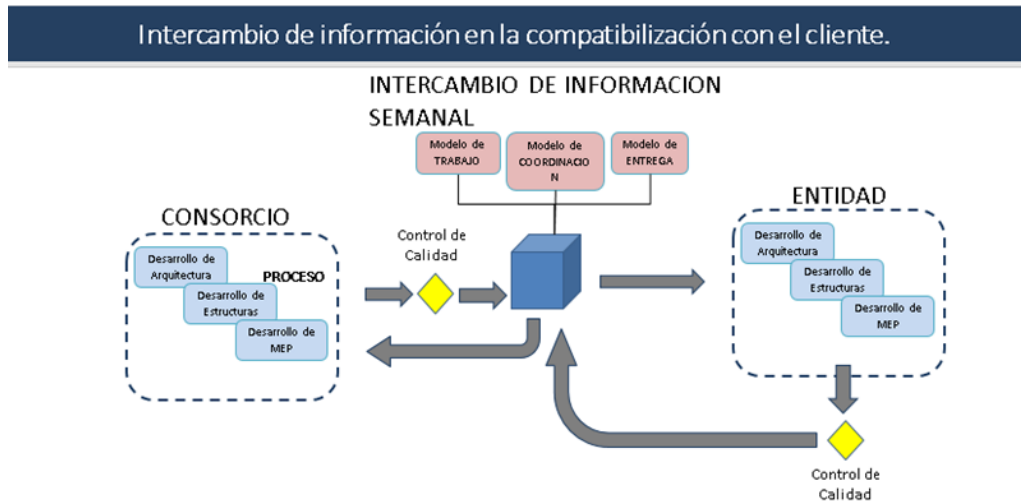 Intercambio de información en la compatibilización con el cliente.
INTERCAMBIO DE INFORMACION
SEMANAL
Modelo de
TRABAJO
Modelo de
COORDINACIO
N
Modelo de
ENTREGA
CONSORCIO
Desarrollo de
Arquitectura
PROCESO
Desarrollo de
Estructuras
Desarrollo de
MEP
Control de
Calidad
ENTIDAD
Desarrollo de
Arquitectura
Desarrollo de
Estructuras
Desarrollo de
MEP
Control de
Calidad